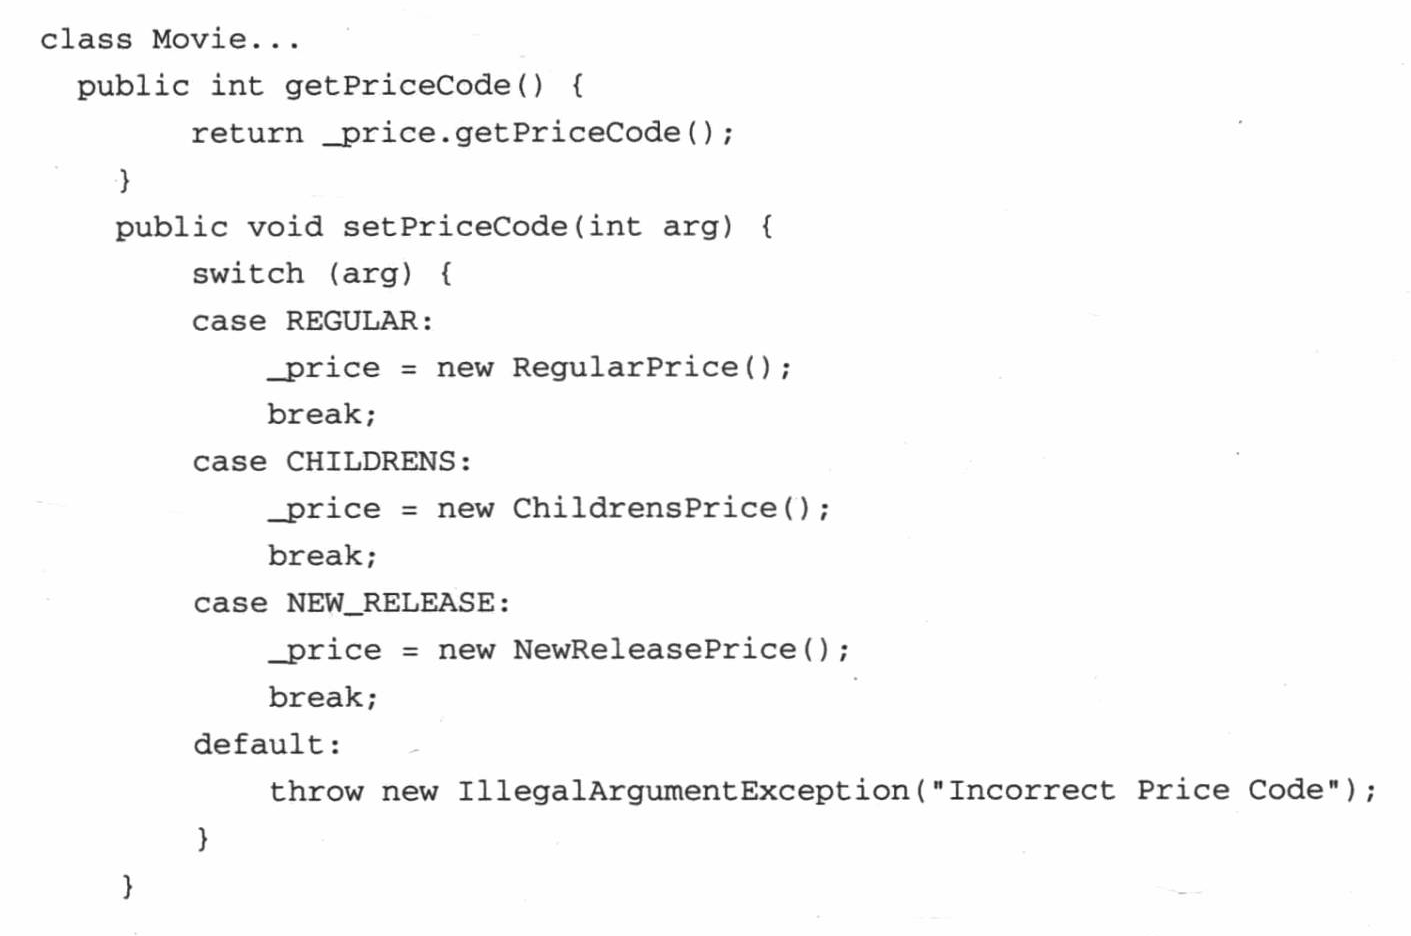 class Movie...
  public int getPriceCode() {
        return _price.getPriceCode();
    }
    public void setPriceCode(int arg) {
        switch (arg) {
        case REGULAR:
            _price = new RegularPrice();
            break;
        case CHILDRENS:
            _price = new ChildrensPrice();
            break;
        case NEW_RELEASE:
            _price = new NewReleasePrice();
            break;
        default:
            throw new IllegalArgumentException("Incorrect Price Code");
        }
    }